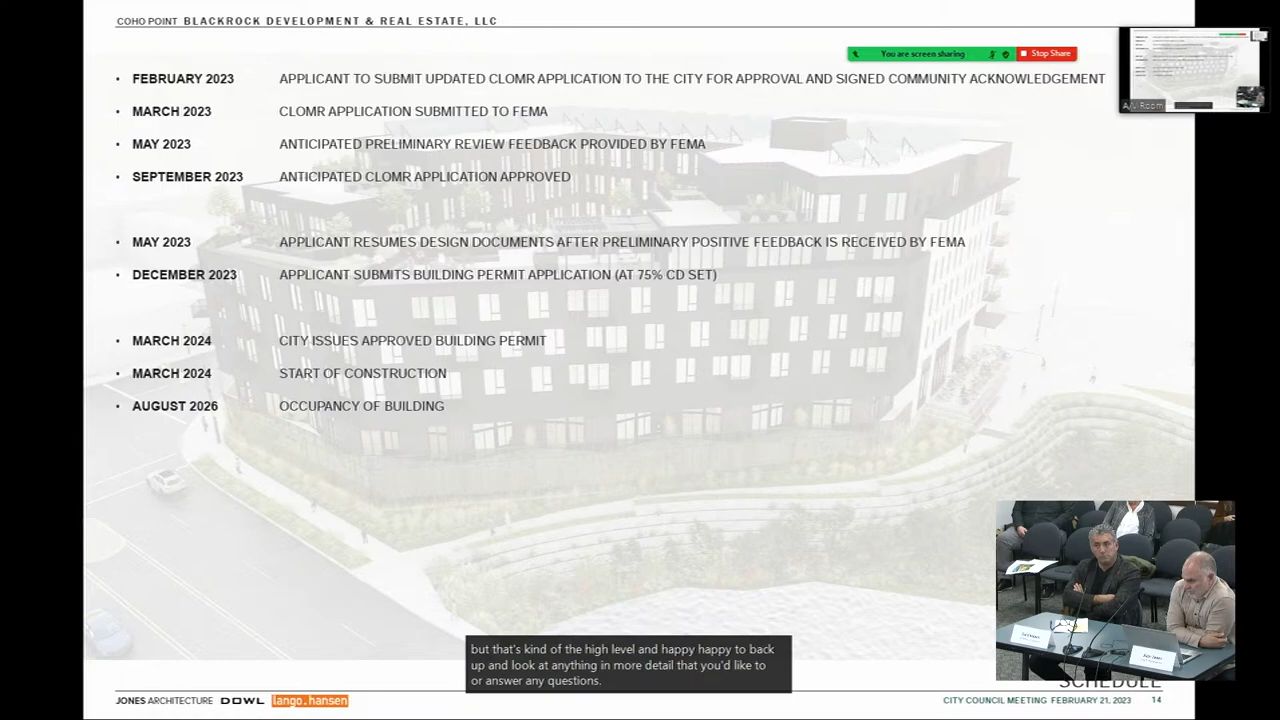 COHO POINT BLACKROCK DEVELOPMENT & REAL ESTATE, LLC
You are screen sharing
Stop Share
A/V Room
• FEBRUARY 2023 APPLICANT TO SUBMIT UPDATED CLOMR APPLICATION TO THE CITY FOR APPROVAL AND SIGNED COMMUNITY ACKNOWLEDGEMENT
• MARCH 2023 CLOMR APPLICATION SUBMITTED TO FEMA
• MAY 2023 ANTICIPATED PRELIMINARY REVIEW FEEDBACK PROVIDED BY FEMA
• SEPTEMBER 2023 ANTICIPATED CLOMR APPLICATION APPROVED
• MAY 2023 APPLICANT RESUMES DESIGN DOCUMENTS AFTER PRELIMINARY POSITIVE FEEDBACK IS RECEIVED BY FEMA
• DECEMBER 2023 APPLICANT SUBMITS BUILDING PERMIT APPLICATION (AT 75% CD SET)
• MARCH 2024 CITY ISSUES APPROVED BUILDING PERMIT
• MARCH 2024 START OF CONSTRUCTION
• AUGUST 2026 OCCUPANCY OF BUILDING
but that's kind of the high level and happy happy to back
up and look at anything in more detail that you'd like to
or answer any questions.
SCHEDULE
JONES ARCHITECTURE DOWL lango.hansen
CITY COUNCIL MEETING FEBRUARY 21, 2023 14